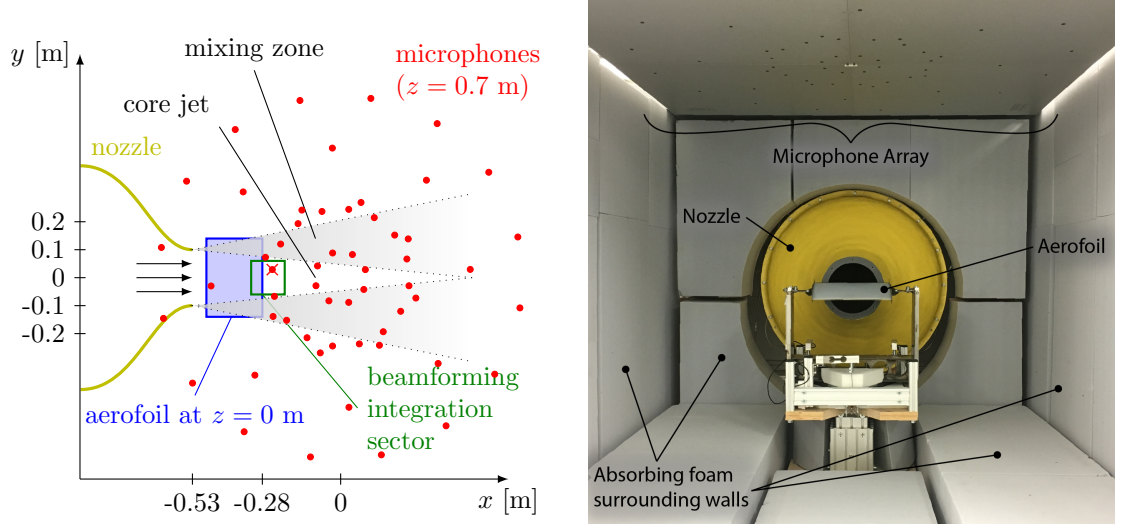 y [m]
mixing zone
microphones
(z = 0.7 m)
core jet
nozzle
0.2
0.1
0
-0.1
-0.2
beamforming
integration
sector
aerofoil at z = 0 m
-0.53
-0.28
0
x [m]
Microphone Array
Nozzle
Aerofoil
Absorbing foam
surrounding walls